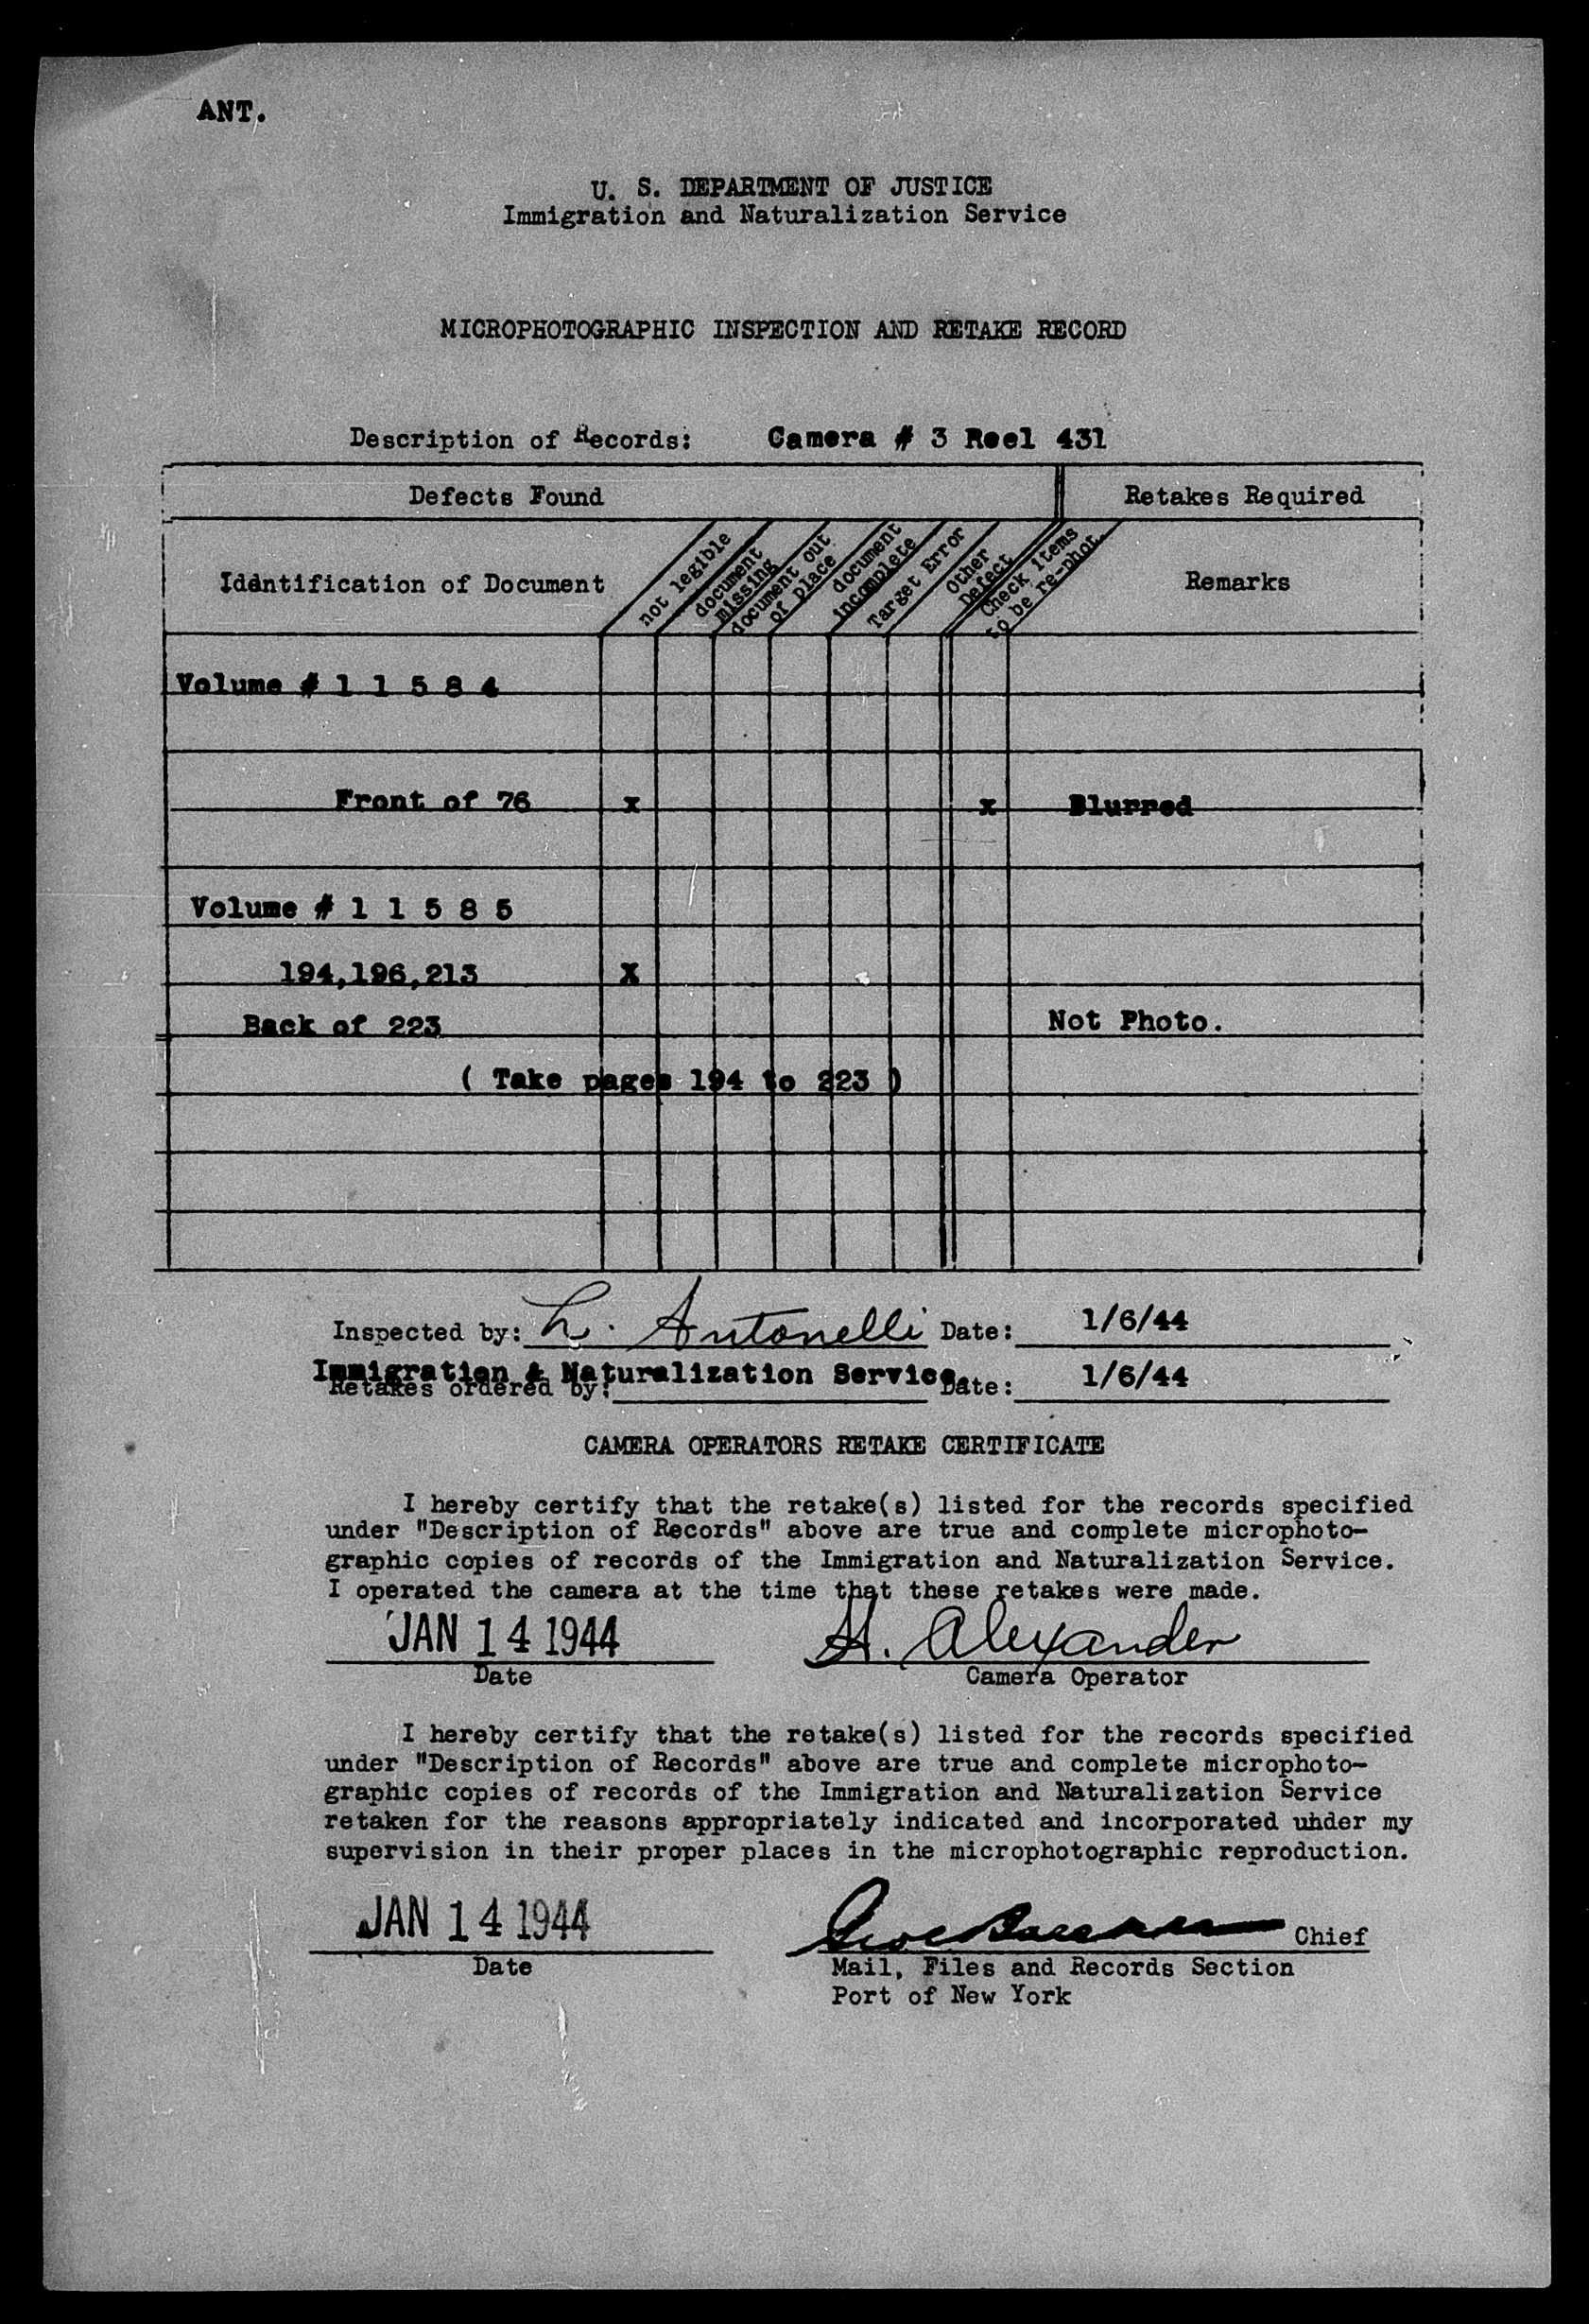 ANT.
U. S. DEPARTMENT OF JUSTICE
Immigration and Naturalization Service
MICROPHOTOGRAPHIC INSPECTION AND RETAKE RECORD
Description of Records: Camera # 3 Reel 431
Defects Found Retakes Required
Identification of Document
not legible
document
missing
document out
of place
document
incomplete
Target Error
Other
Defect
Check items
to be re-phot.
Remarks
Volume # 1 1 5 8 4
Front of 76 x x Blurred
Volume # 1 1 5 8 5
194,196,213 X
Back of 223 Not Photo.
( Take pages 194 to 223 )
Inspected by: L. Antonelli Date: 1/6/44
Immigration & Naturalization Service.
Retakes ordered by: Date: 1/6/44
CAMERA OPERATORS RETAKE CERTIFICATE
I hereby certify that the retake(s) listed for the records specified
under "Description of Records" above are true and complete microphoto-
graphic copies of records of the Immigration and Naturalization Service.
I operated the camera at the time that these retakes were made.
JAN 14 1944 H. Alexander
Date Camera Operator
I hereby certify that the retake(s) listed for the records specified
under "Description of Records" above are true and complete microphoto-
graphic copies of records of the Immigration and Naturalization Service
retaken for the reasons appropriately indicated and incorporated under my
supervision in their proper places in the microphotographic reproduction.
JAN 14 1944 Chief
Date Mail, Files and Records Section
Port of New York